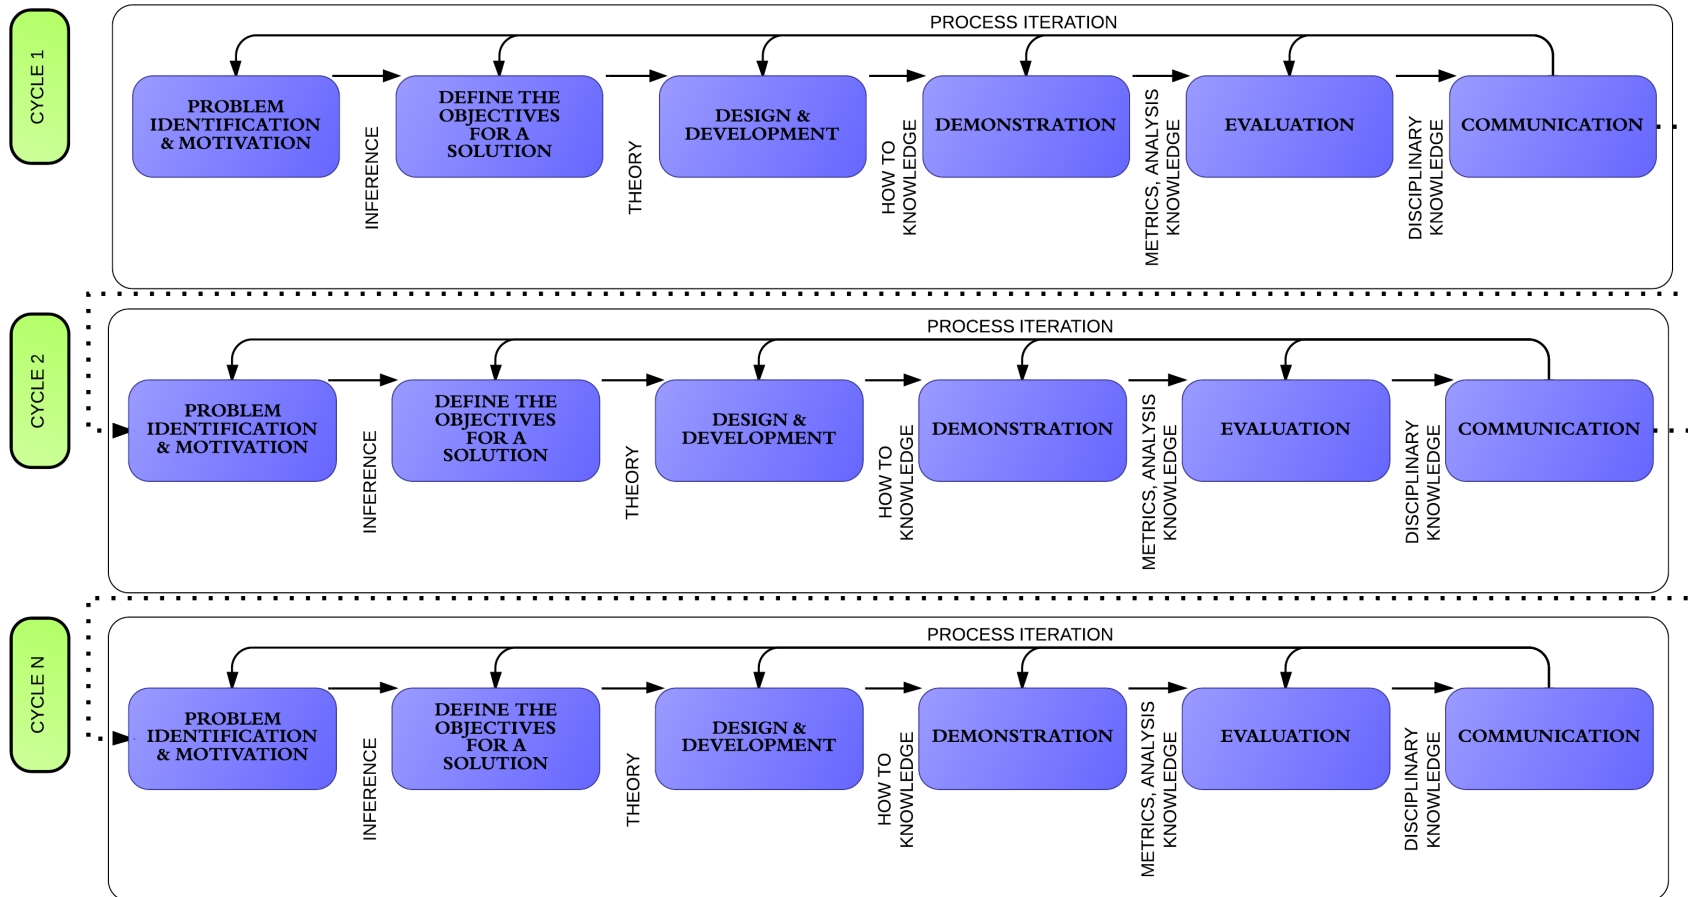 CYCLE 1
PROCESS ITERATION
PROBLEM
IDENTIFICATION
& MOTIVATION
INFERENCE
DEFINE THE
OBJECTIVES
FOR A
SOLUTION
THEORY
DESIGN &
DEVELOPMENT
HOW TO
KNOWLEDGE
DEMONSTRATION
METRICS, ANALYSIS
KNOWLEDGE
EVALUATION
DISCIPLINARY
KNOWLEDGE
COMMUNICATION
CYCLE 2
PROCESS ITERATION
PROBLEM
IDENTIFICATION
& MOTIVATION
INFERENCE
DEFINE THE
OBJECTIVES
FOR A
SOLUTION
THEORY
DESIGN &
DEVELOPMENT
HOW TO
KNOWLEDGE
DEMONSTRATION
METRICS, ANALYSIS
KNOWLEDGE
EVALUATION
DISCIPLINARY
KNOWLEDGE
COMMUNICATION
CYCLE N
PROCESS ITERATION
PROBLEM
IDENTIFICATION
& MOTIVATION
INFERENCE
DEFINE THE
OBJECTIVES
FOR A
SOLUTION
THEORY
DESIGN &
DEVELOPMENT
HOW TO
KNOWLEDGE
DEMONSTRATION
METRICS, ANALYSIS
KNOWLEDGE
EVALUATION
DISCIPLINARY
KNOWLEDGE
COMMUNICATION